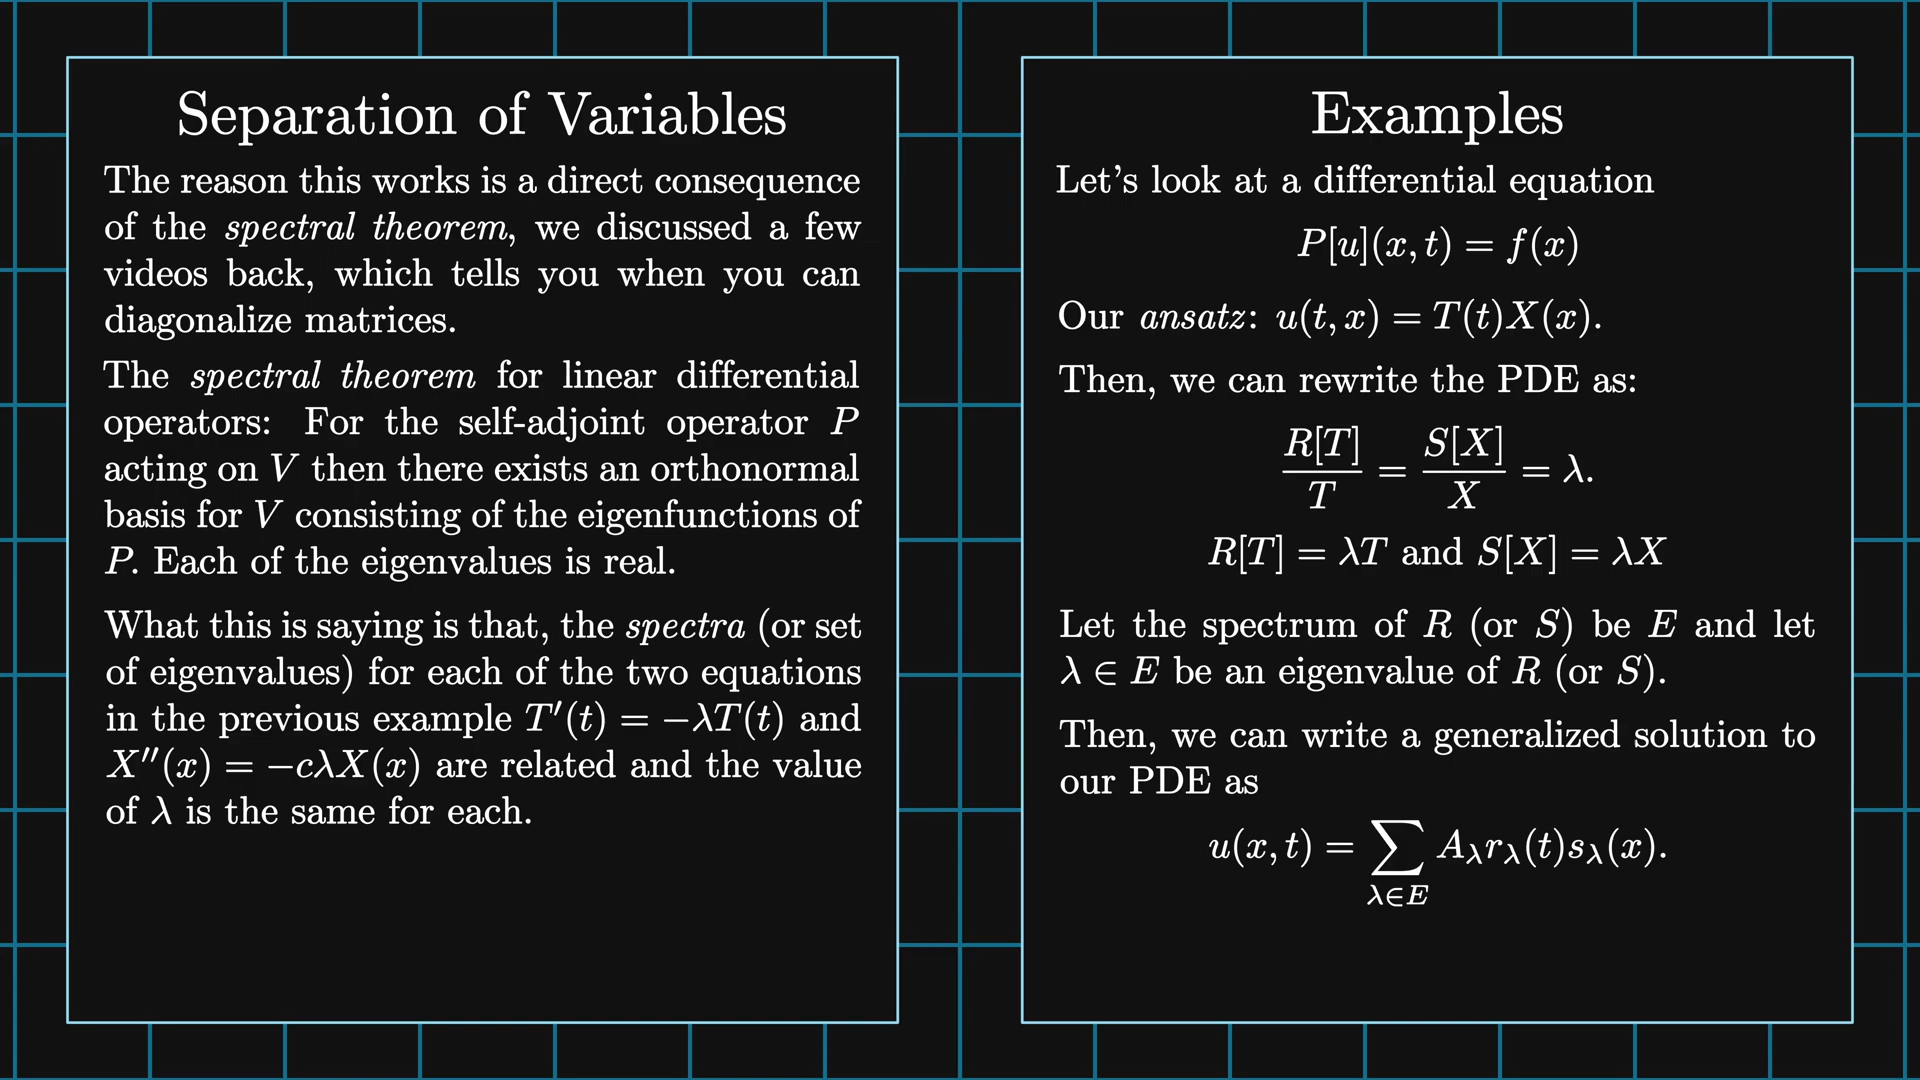 Separation of Variables
The reason this works is a direct consequence
of the spectral theorem, we discussed a few
videos back, which tells you when you can
diagonalize matrices.
The spectral theorem for linear differential
operators: For the self-adjoint operator P
acting on V then there exists an orthonormal
basis for V consisting of the eigenfunctions of
P. Each of the eigenvalues is real.
What this is saying is that, the spectra (or set
of eigenvalues) for each of the two equations
in the previous example T′(t) = −λT(t) and
X″(x) = −cλX(x) are related and the value
of λ is the same for each.
Examples
Let's look at a differential equation
P[u](x, t) = f(x)
Our ansatz: u(t, x) = T(t)X(x).
Then, we can rewrite the PDE as:
R[T]/T = S[X]/X = λ.
R[T] = λT and S[X] = λX
Let the spectrum of R (or S) be E and let
λ ∈ E be an eigenvalue of R (or S).
Then, we can write a generalized solution to
our PDE as
u(x, t) = ∑_{λ∈E} A_λ r_λ(t) s_λ(x).